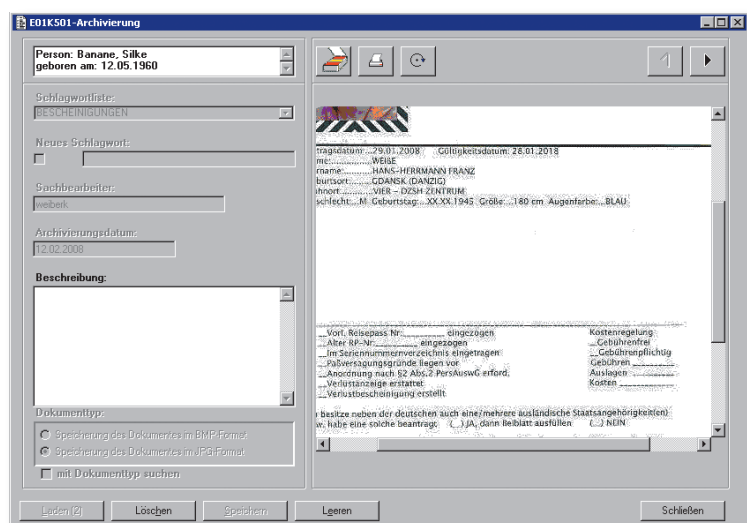 E01K501-Archivierung
Person: Banane, Silke
geboren am: 12.05.1960
Schlagwortliste:
BESCHEINIGUNGEN
Neues Schlagwort:
Sachbearbeiter:
weiberk
Archivierungsdatum:
12.02.2008
Beschreibung:
Dokumenttyp:
Speicherung des Dokumentes im BMP-Format
Speicherung des Dokumentes im JPG-Format
mit Dokumenttyp suchen
tragsdatum:...29.01.2008 Gültigkeitsdatum: 28.01.2018
me:.............WEIßE
rname:..........HANS-HERRMANN FRANZ
burtsort........GDANSK (DANZIG)
hnort...........VIER - DZSH ZENTRUM
schlecht:...M Geburtstag:...XX.XX.1945 Größe:...180 cm Augenfarbe:...BLAU
__Vorl. Reisepass Nr:________ eingezogen Kostenregelung
__Alter RP-Nr:________ eingezogen __Gebührenfrei
__Im Seriennummernverzeichnis eingetragen __Gebührenpflichtig
__Paßversagungsgründe liegen vor Gebühren ________
__Anordnung nach §2 Abs.2 PersAuswG erford. Auslagen ________
__Verlustanzeige erstattet Kosten ________
__Verlustbescheinigung erstellt
h besitze neben der deutschen auch eine/mehrere ausländische Staatsangehörigkeit(en)
w. habe eine solche beantragt (__) JA, dann Beiblatt ausfüllen (__) NEIN
Laden (2) Löschen Speichern Leeren Schließen